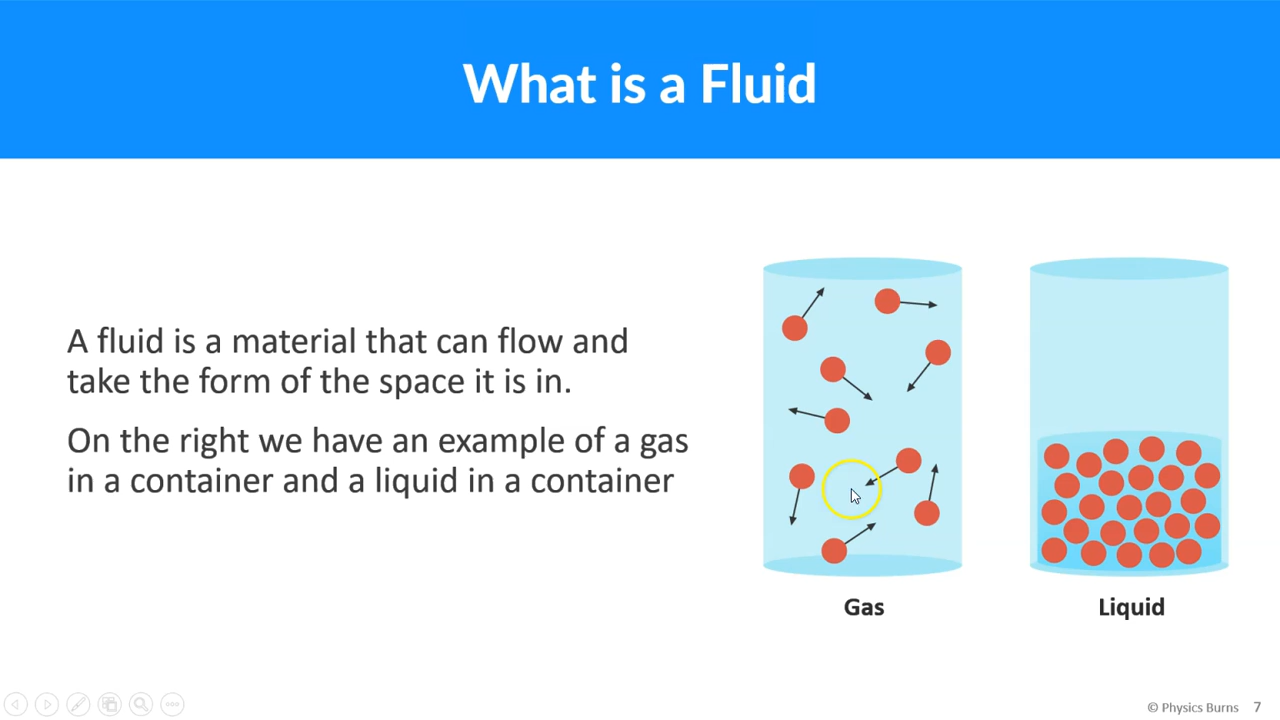 What is a Fluid
A fluid is a material that can flow and
take the form of the space it is in.
On the right we have an example of a gas
in a container and a liquid in a container
Gas
Liquid
© Physics Burns 7